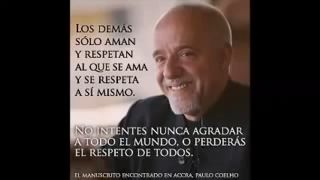 LOS DEMÁS
SÓLO AMAN
Y RESPETAN
AL QUE SE AMA
Y SE RESPETA
A SÍ MISMO.
NO INTENTES NUNCA AGRADAR
A TODO EL MUNDO, O PERDERÁS
EL RESPETO DE TODOS.
EL MANUSCRITO ENCONTRADO EN ACCRA, PAULO COELHO